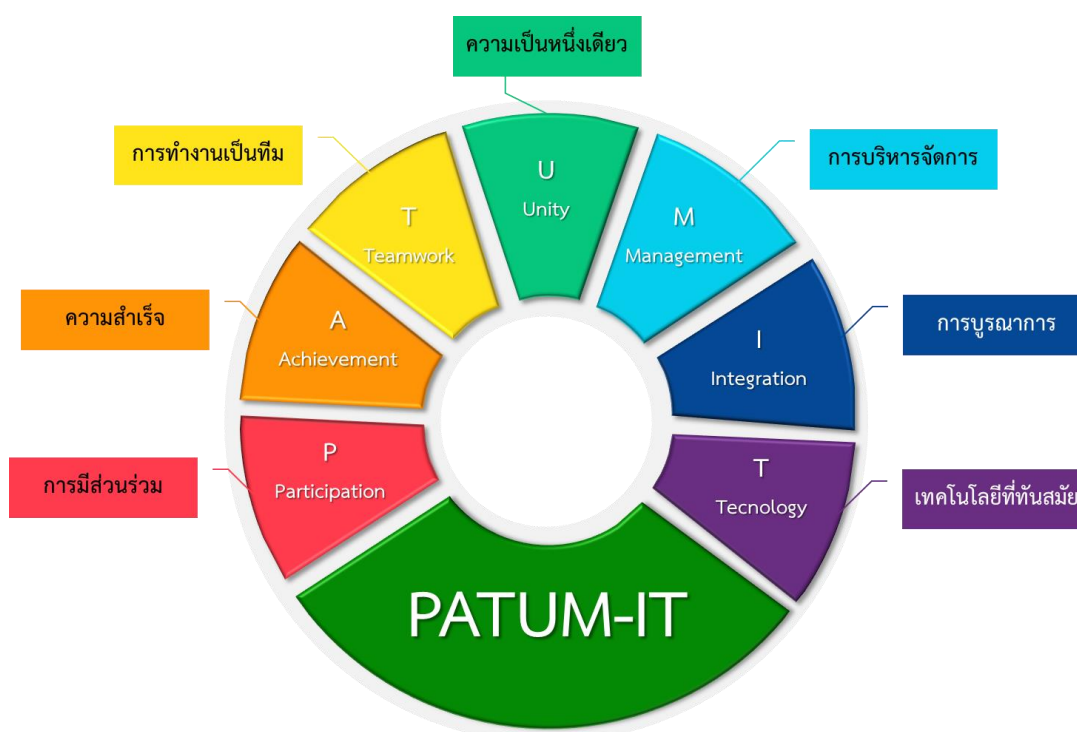 ความเป็นหนึ่งเดียว
การทำงานเป็นทีม
การบริหารจัดการ
U
Unity
T
Teamwork
M
Management
ความสำเร็จ
การบูรณาการ
A
Achievement
I
Integration
การมีส่วนร่วม
P
Participation
T
Tecnology
เทคโนโลยีที่ทันสมัย
PATUM-IT